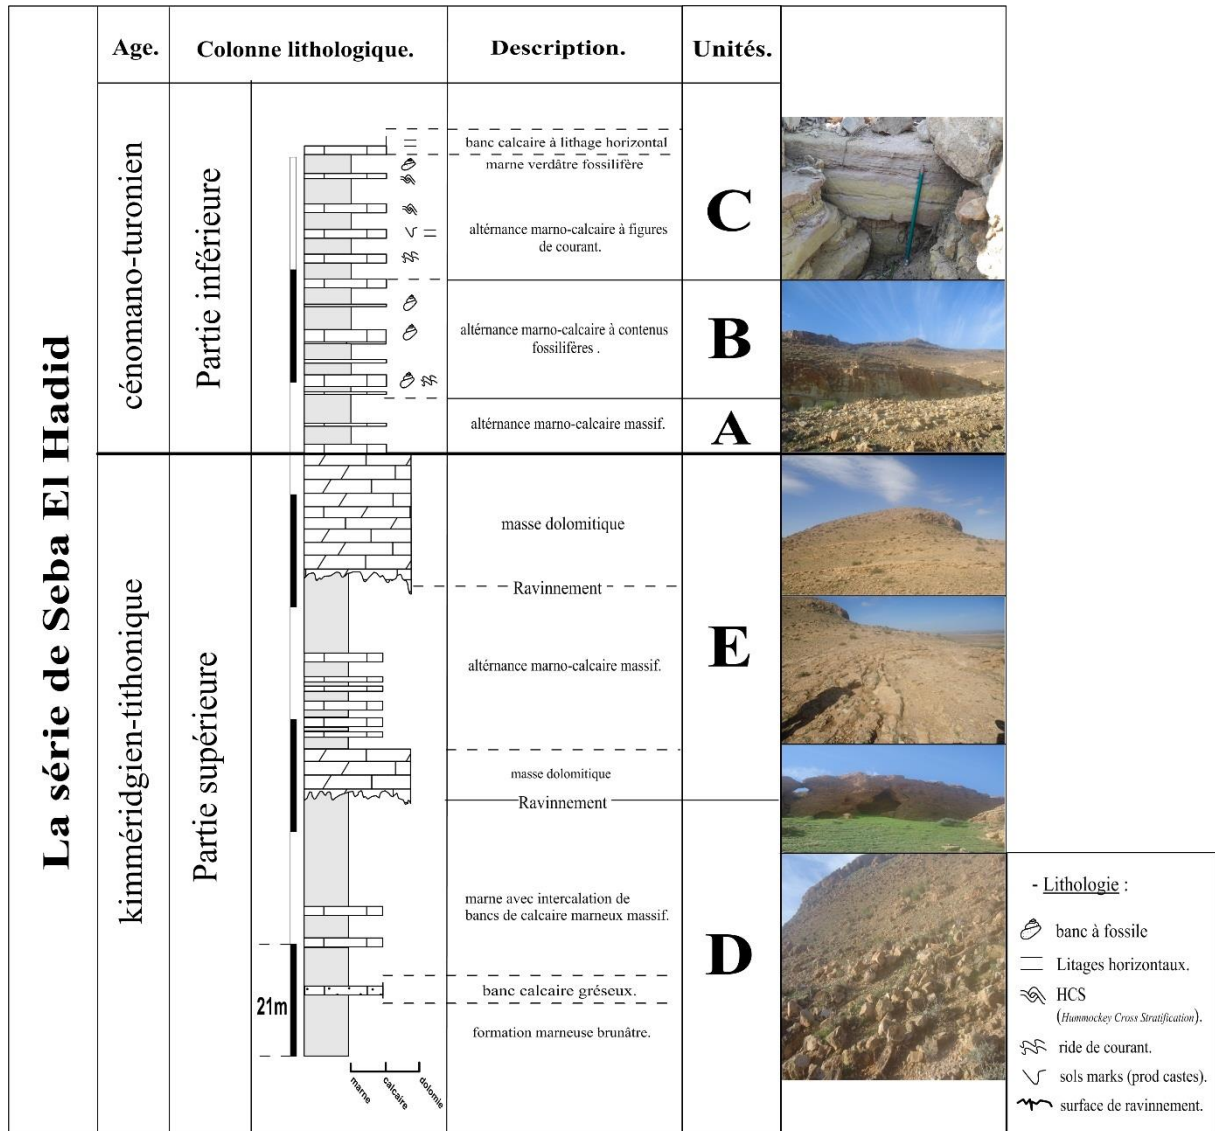 La série de Seba El Hadid
Age.
Colonne lithologique.
Description.
Unités.
cénomano-turonien
Partie inférieure
banc calcaire à lithage horizontal
marne verdâtre fossilifère
altérnance marno-calcaire à figures
de courant.
C
altérnance marno-calcaire à contenus
fossilifères .
B
altérnance marno-calcaire massif.
A
kimméridgien-tithonique
Partie supérieure
masse dolomitique
Ravinnement
altérnance marno-calcaire massif.
E
masse dolomitique
Ravinnement
marne avec intercalation de
bancs de calcaire marneux massif.
D
banc calcaire gréseux.
formation marneuse brunâtre.
21m
marne
calcaire
dolomie
- Lithologie :
banc à fossile
Litages horizontaux.
HCS
(Hummockey Cross Stratification).
ride de courant.
sols marks (prod castes).
surface de ravinnement.